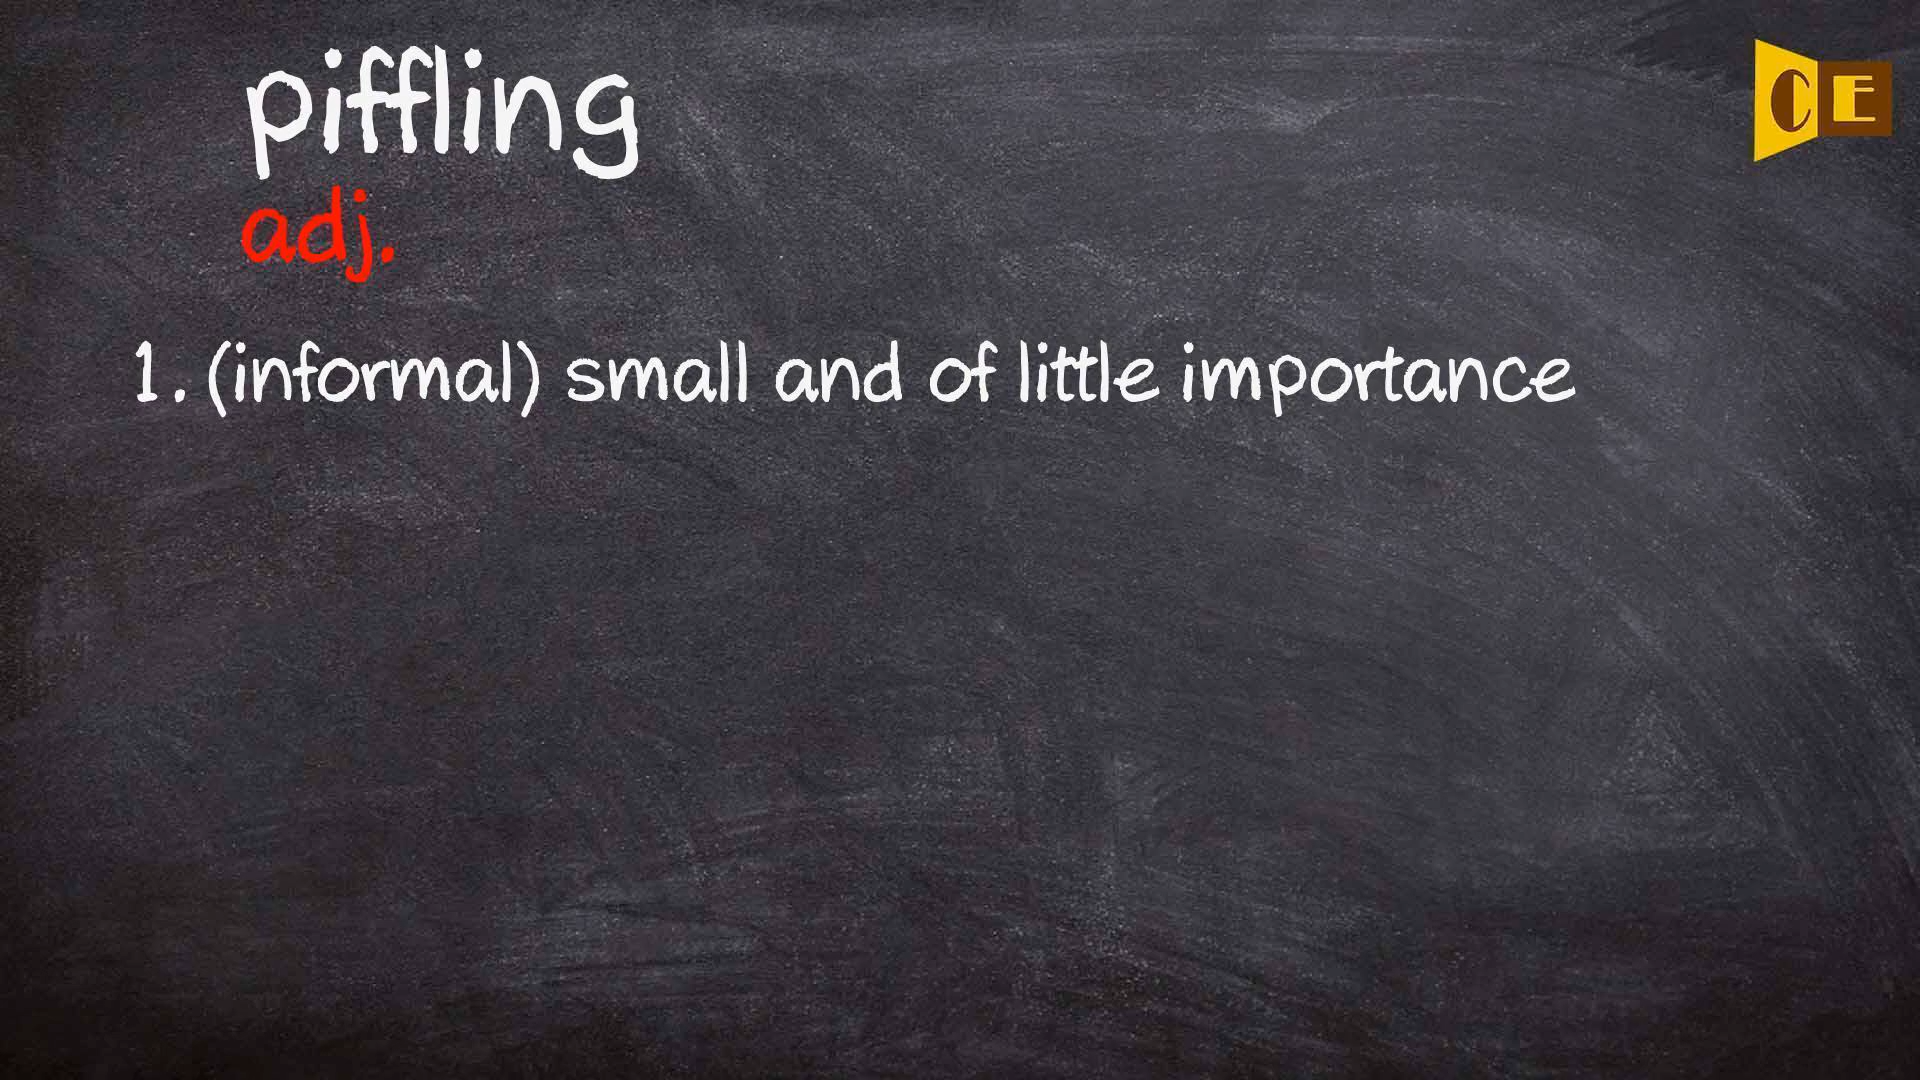 piffling
CE
adj.
1. (informal) small and of little importance